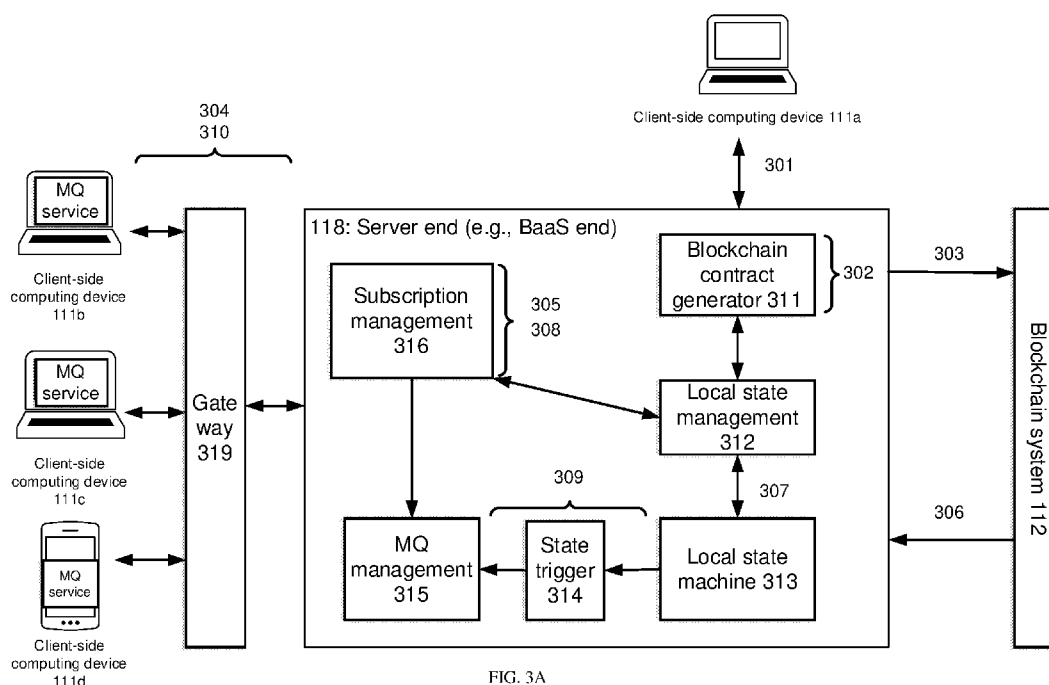 Client-side computing device 111a
304
310
301
MQ
service
Client-side
computing device
111b
118: Server end (e.g., BaaS end)
Subscription
management
316
305
308
Blockchain
contract
generator 311
302
303
MQ
service
Client-side
computing device
111c
Gate
way
319
Local state
management
312
Blockchain system 112
309
307
306
MQ
service
Client-side
computing device
111d
MQ
management
315
State
trigger
314
Local state
machine 313
FIG. 3A